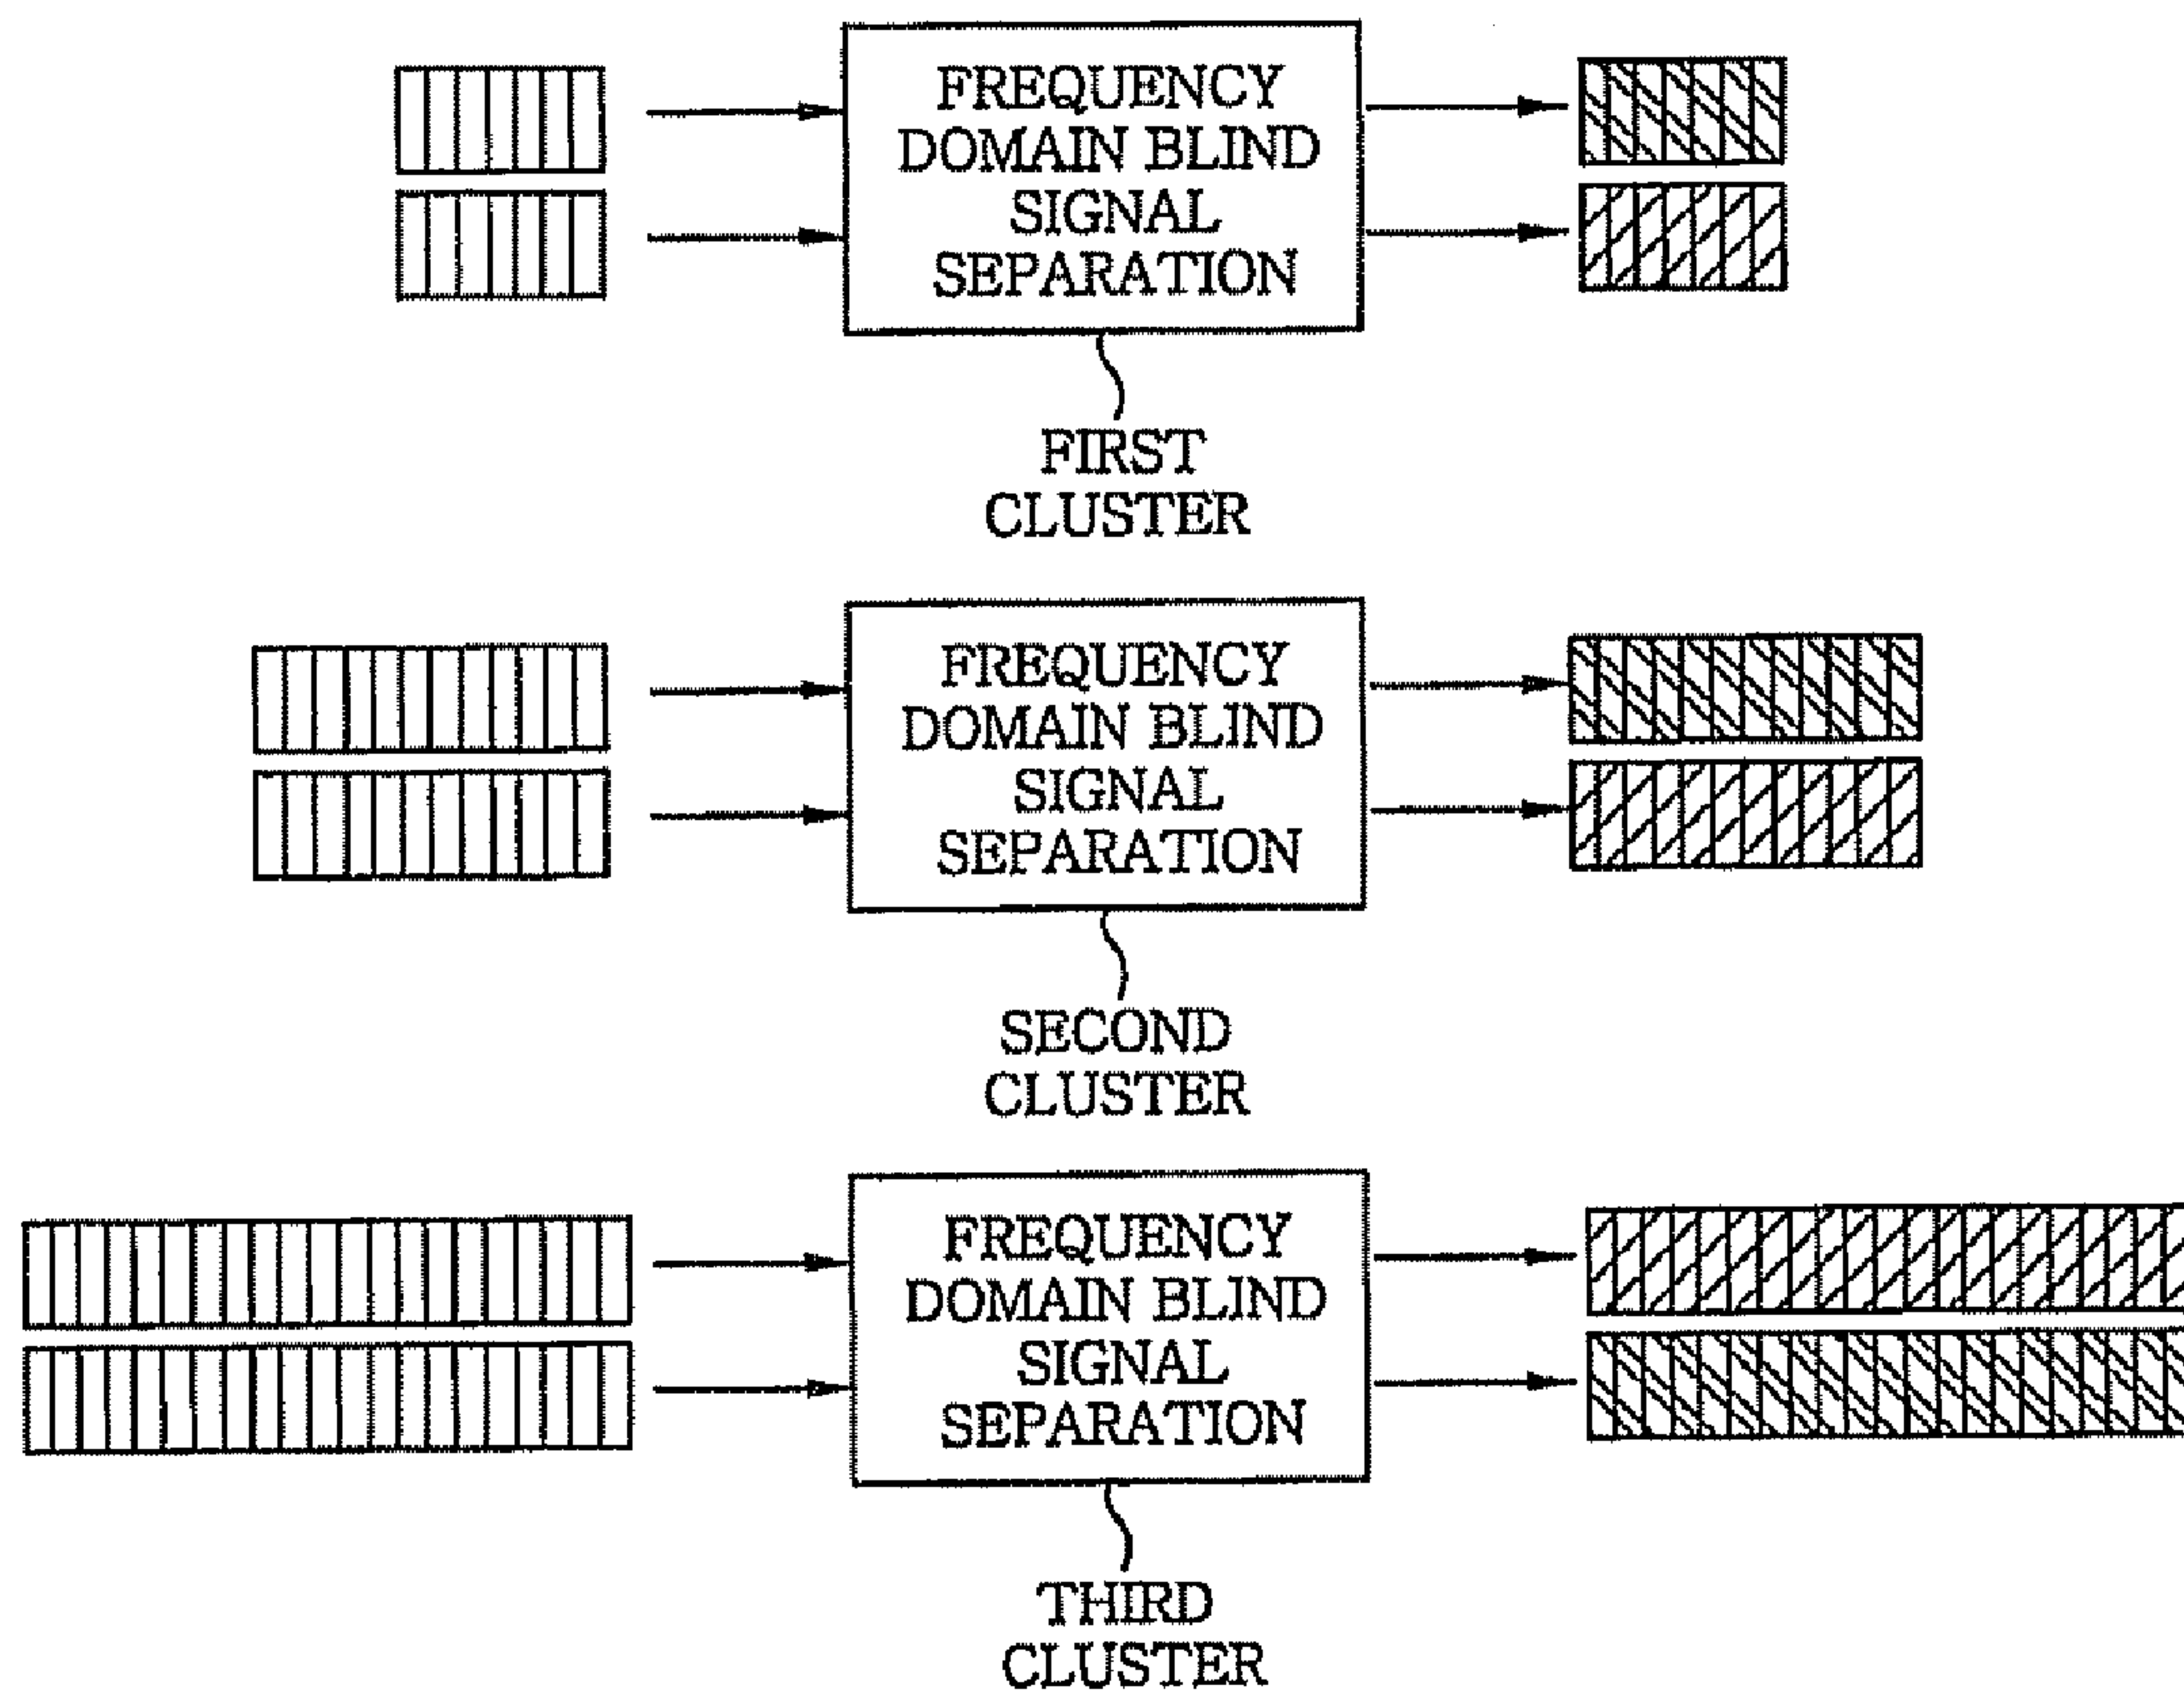 FREQUENCY
DOMAIN BLIND
SIGNAL
SEPARATION
FIRST
CLUSTER
FREQUENCY
DOMAIN BLIND
SIGNAL
SEPARATION
SECOND
CLUSTER
FREQUENCY
DOMAIN BLIND
SIGNAL
SEPARATION
THIRD
CLUSTER